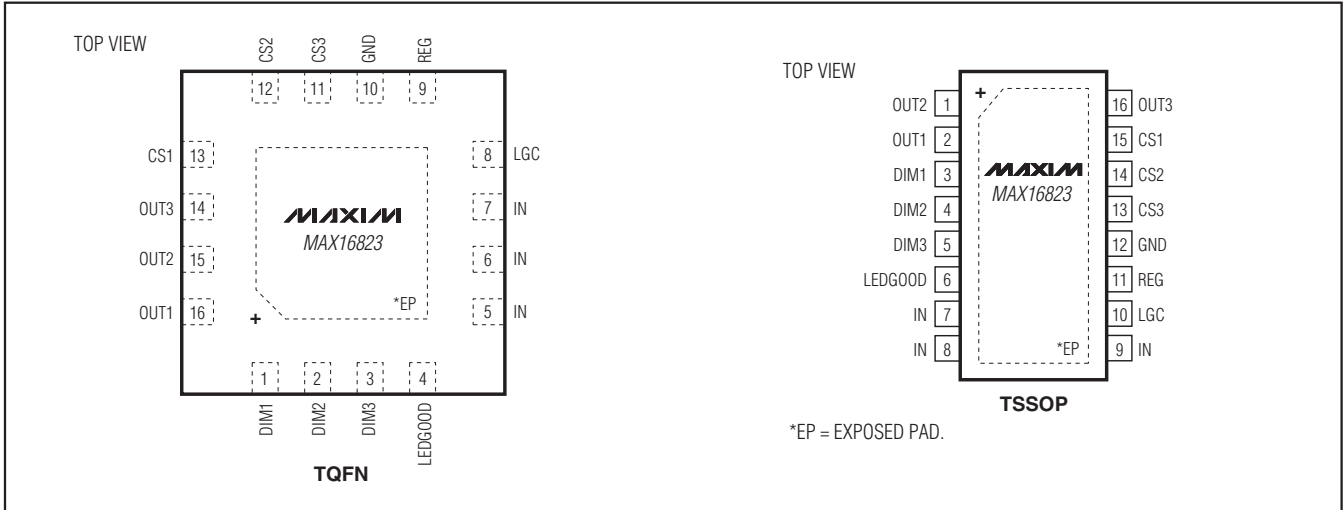 TOP VIEW
CS2
CS3
GND
REG
12
11
10
9
CS1 13
8 LGC
OUT3 14
7 IN
OUT2 15
6 IN
OUT1 16
5 IN
MAXIM
MAX16823
*EP
+
1
2
3
4
DIM1
DIM2
DIM3
LEDGOOD
TQFN
TOP VIEW
+
OUT2 1
16 OUT3
OUT1 2
15 CS1
DIM1 3
14 CS2
DIM2 4
13 CS3
DIM3 5
12 GND
LEDGOOD 6
11 REG
IN 7
10 LGC
IN 8
9 IN
MAXIM
MAX16823
*EP
TSSOP
*EP = EXPOSED PAD.